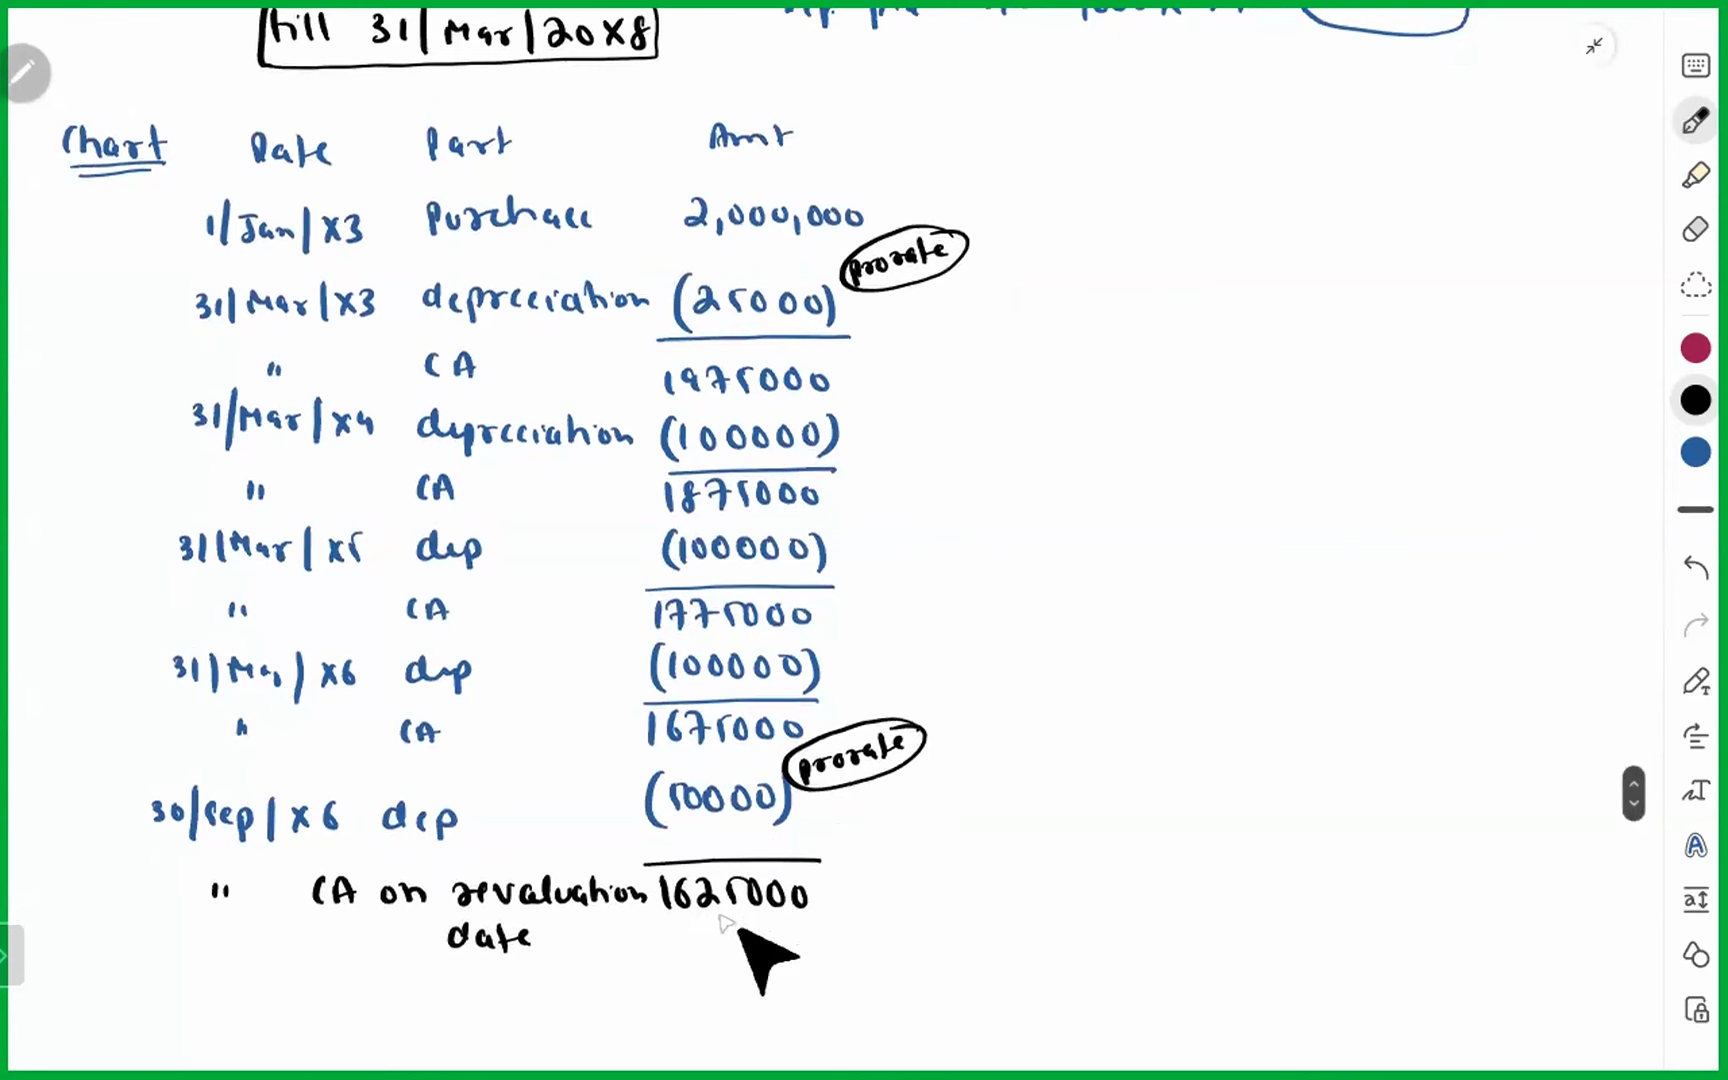 till 31/Mar/20X8
Chart Date Part Amt
1/Jan/X3 Purchase 2,000,000
prorate
31/Mar/X3 depreciation (25000)
" CA 1975000
31/Mar/X4 depreciation (100000)
" CA 1875000
31/Mar/X5 dep (100000)
" CA 1775000
31/Mar/X6 dep (100000)
" CA 1675000
prorate
30/Sep/X6 dep (50000)
" CA on revaluation 1625000
date